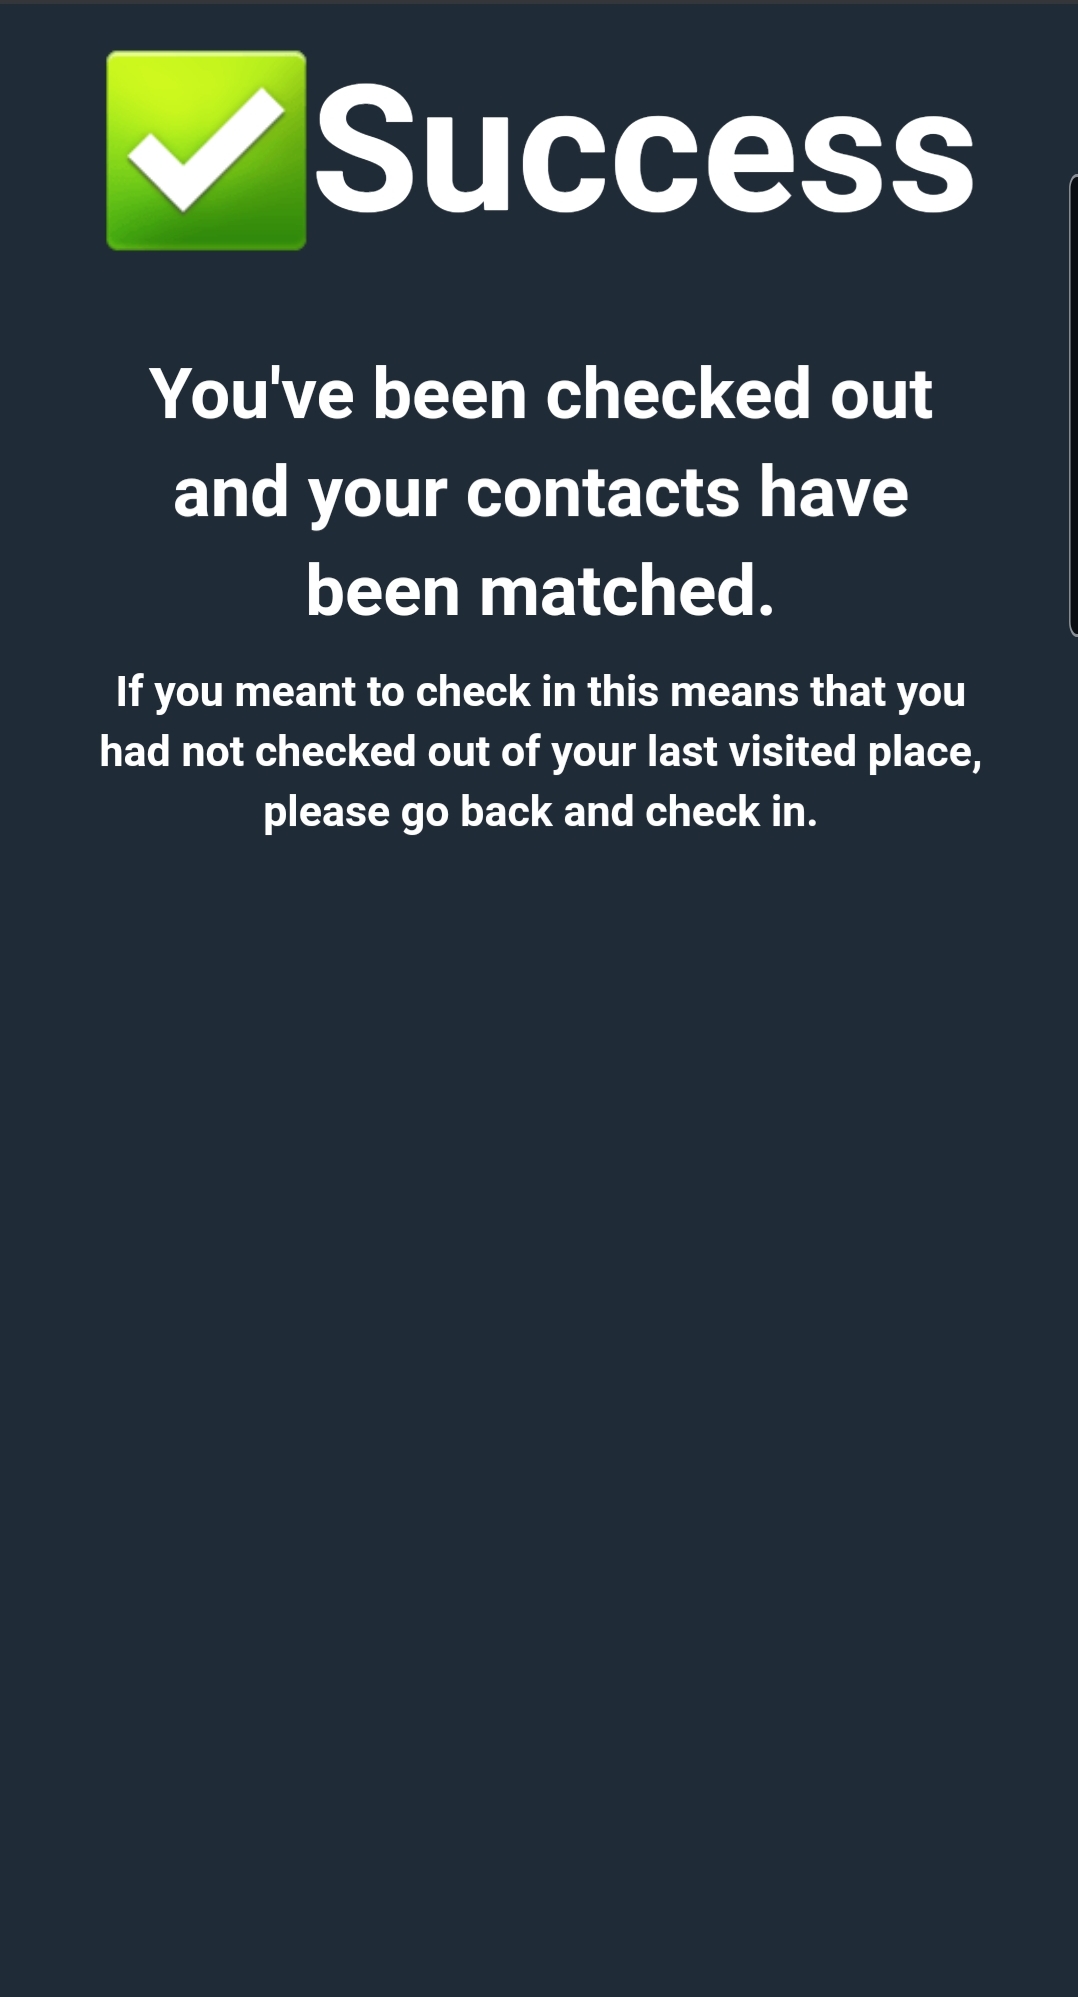 ✅Success
You've been checked out
and your contacts have
been matched.
If you meant to check in this means that you
had not checked out of your last visited place,
please go back and check in.